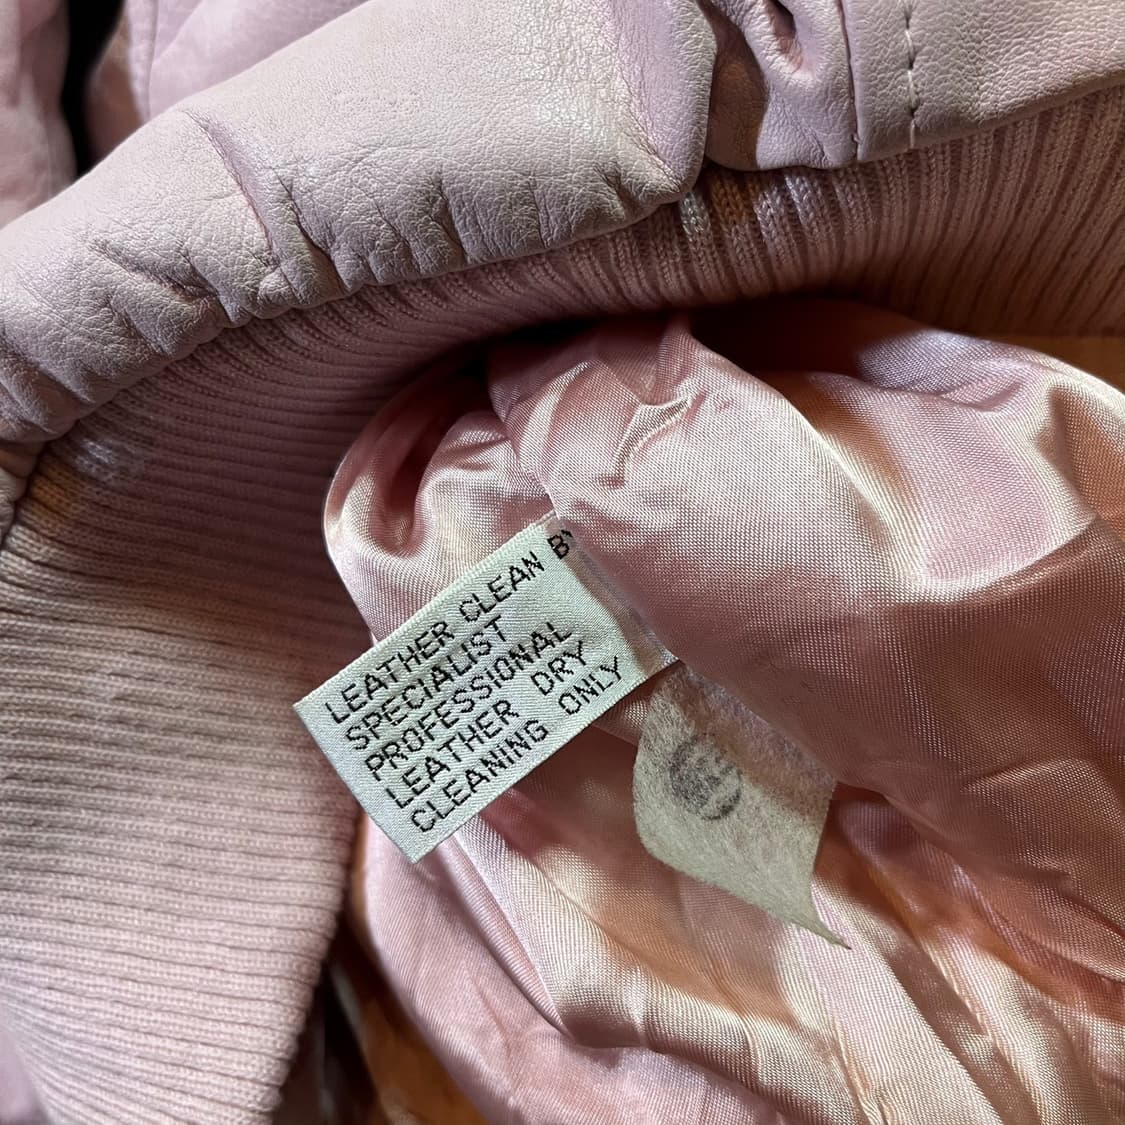 LEATHER CLEAN BY
SPECIALIST
PROFESSIONAL
LEATHER DRY
CLEANING ONLY